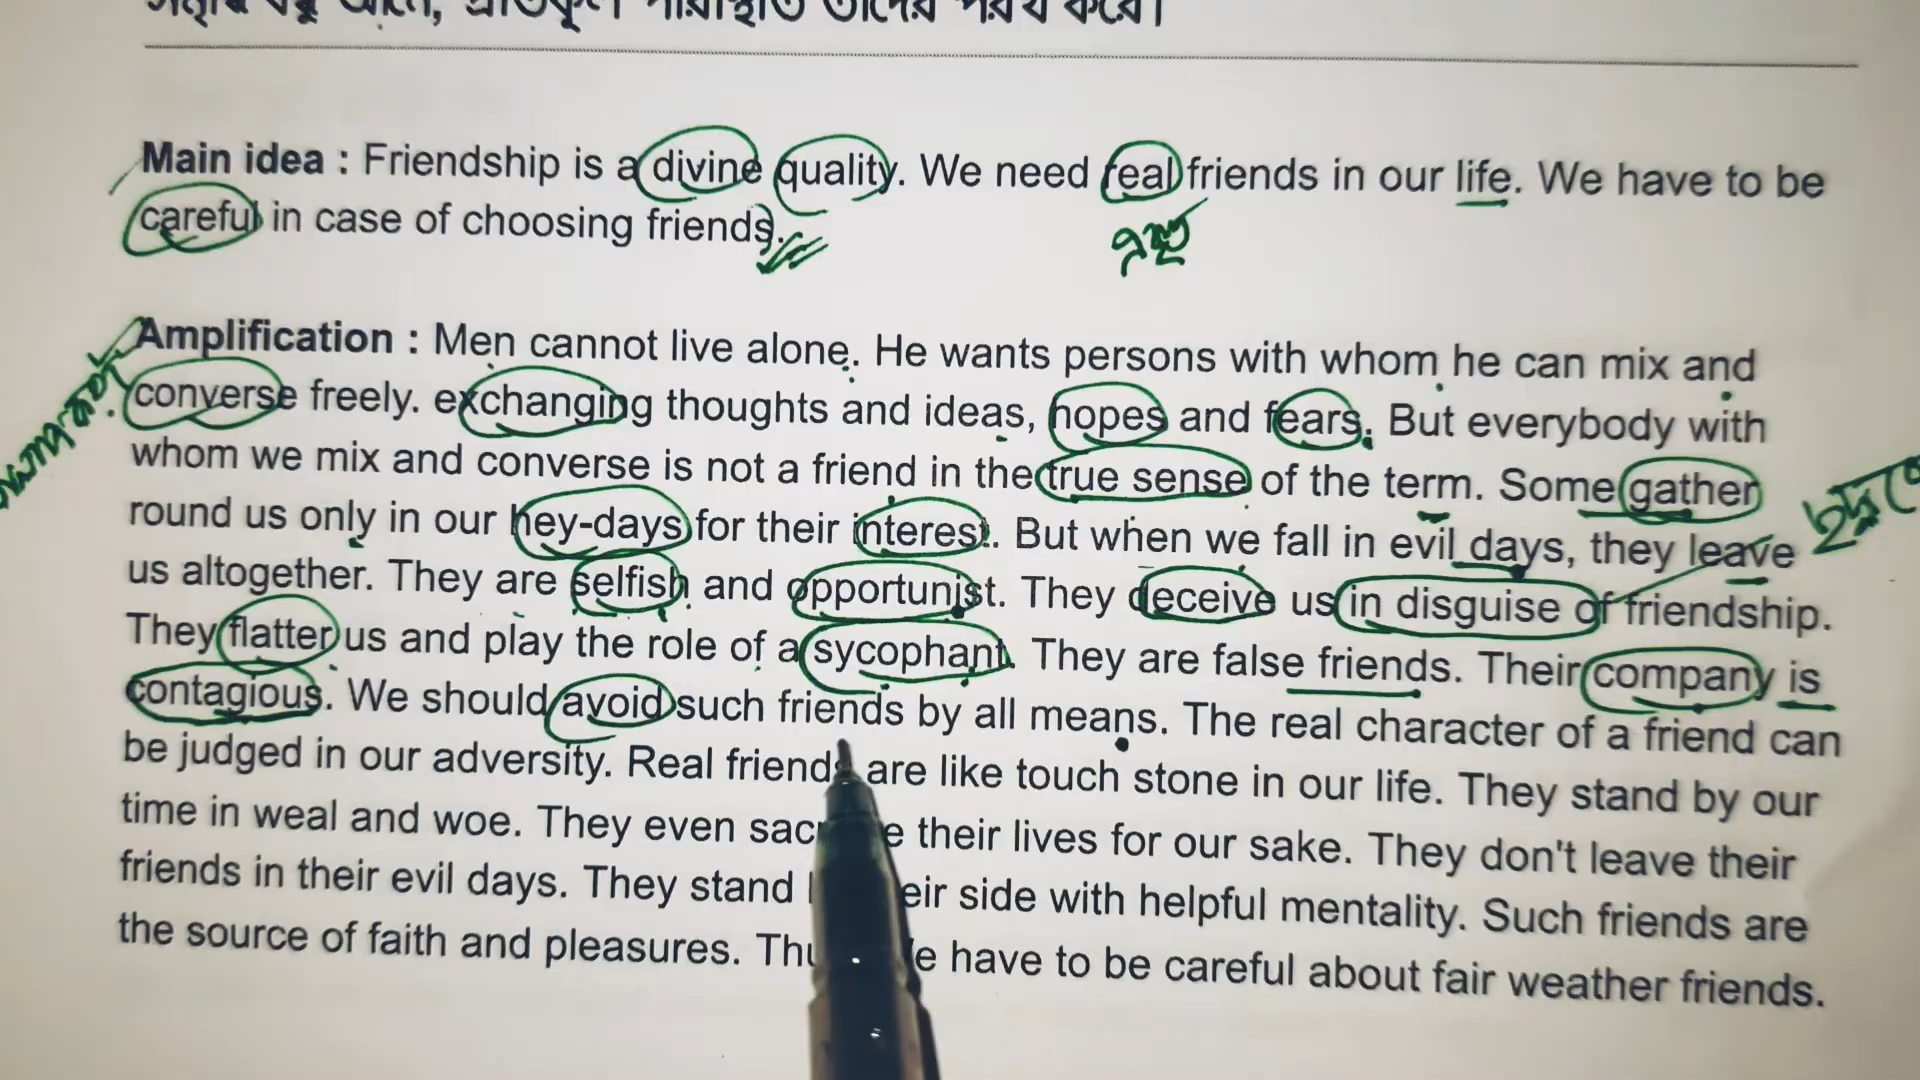 সমৃদ্ধি বন্ধু আনে, প্রতিকূল পরিস্থিতি তাদের পরখ করে।
Main idea : Friendship is a divine quality. We need real friends in our life. We have to be
careful in case of choosing friends.
Amplification : Men cannot live alone. He wants persons with whom he can mix and
converse freely. exchanging thoughts and ideas, hopes and fears. But everybody with
whom we mix and converse is not a friend in the true sense of the term. Some gather
round us only in our hey-days for their interest. But when we fall in evil days, they leave
us altogether. They are selfish and opportunist. They deceive us in disguise of friendship.
They flatter us and play the role of a sycophant. They are false friends. Their company is
contagious. We should avoid such friends by all means. The real character of a friend can
be judged in our adversity. Real friends are like touch stone in our life. They stand by our
time in weal and woe. They even their lives for our sake. They don't leave their
friends in their evil days. They stand side with helpful mentality. Such friends are
the source of faith and pleasures. have to be careful about fair weather friends.